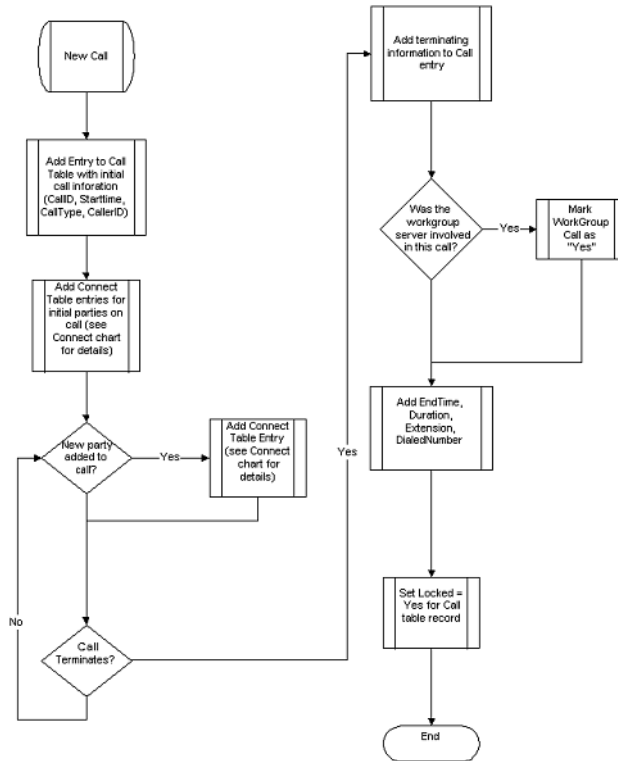 New Call
Add Entry to Call
Table with initial
call inforation
(CallID, Starttime,
CallType, CallerID)
Add Connect
Table entries for
initial parties on
call (see
Connect chart
for details)
New party
added to
call?
Yes
Add Connect
Table Entry
(see Connect
chart for
details)
No
Call
Terminates?
Yes
Add terminating
information to Call
entry
Was the
workgroup
server involved
in this call?
Yes
Mark
WorkGroup
Call as
"Yes"
Add EndTime,
Duration,
Extension,
DialedNumber
Set Locked =
Yes for Call
table record
End